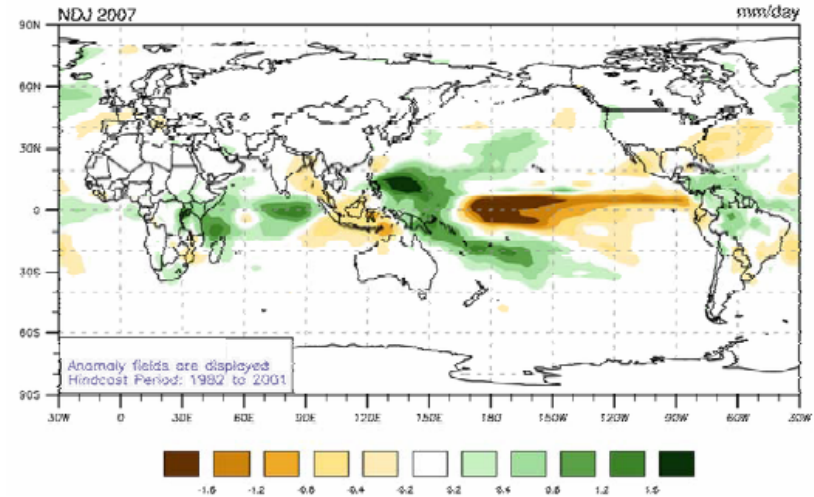 NDJ 2007 mm/day
90N
60N
30N
0
30S
60S
Anomaly fields are displayed
Hindcast Period: 1982 to 2001
90S
30W 0 30E 60E 90E 120E 150E 180 150W 120W 90W 60W 30W
-1.6 -1.2 -0.8 -0.4 -0.2 0.2 0.4 0.8 1.2 1.6